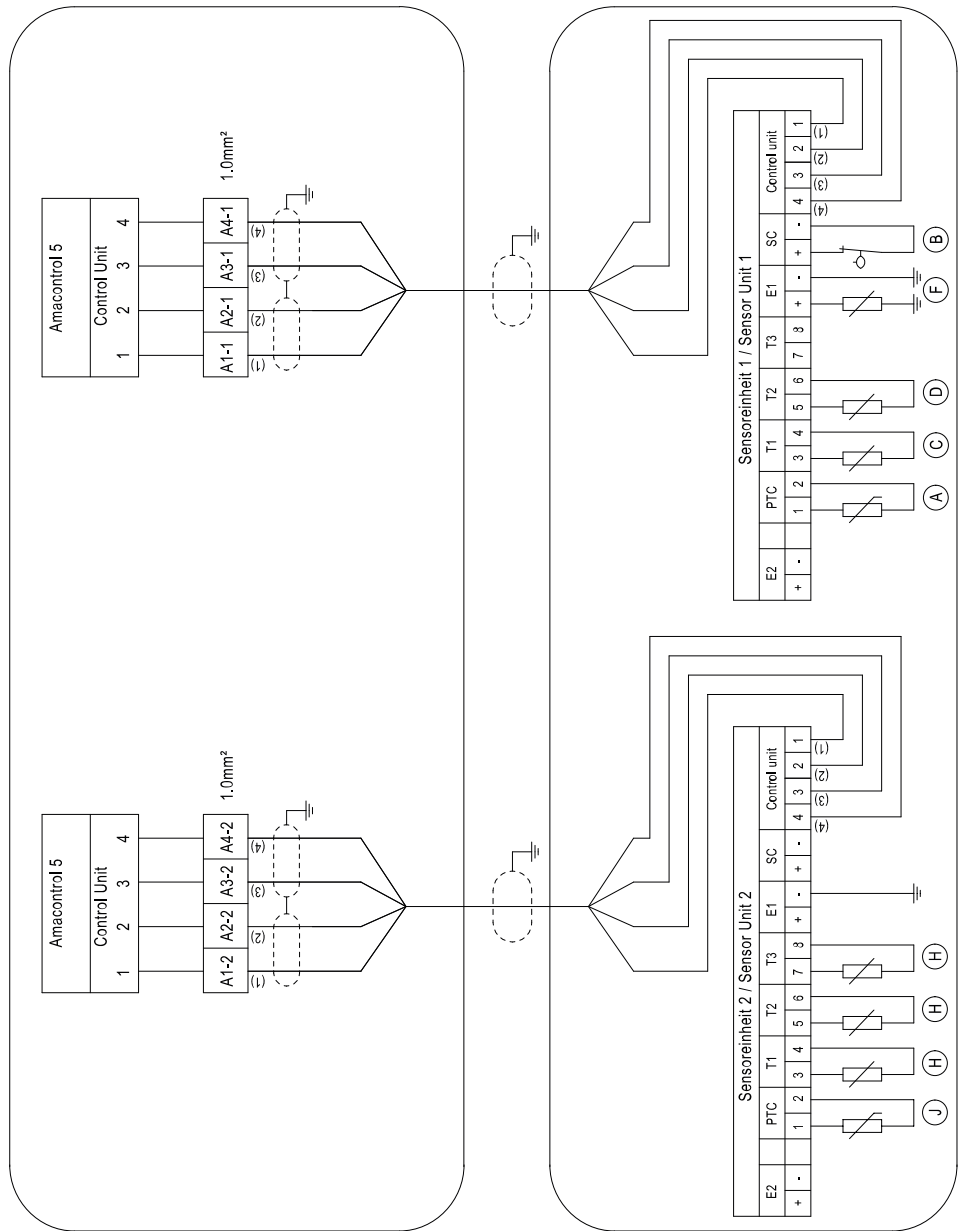 Amacontrol 5
Control Unit
1 2 3 4
A1-1 A2-1 A3-1 A4-1 1.0mm²
(1) (2) (3) (4)
Sensoreinheit 1 / Sensor Unit 1
E2 PTC T1 T2 T3 E1 SC Control unit
+ - 1 2 3 4 5 6 7 8 + - + - 4 3 2 1
(4) (3) (2) (1)
A C D F B
Amacontrol 5
Control Unit
1 2 3 4
A1-2 A2-2 A3-2 A4-2 1.0mm²
(1) (2) (3) (4)
Sensoreinheit 2 / Sensor Unit 2
E2 PTC T1 T2 T3 E1 SC Control unit
+ - 1 2 3 4 5 6 7 8 + - + - 4 3 2 1
(4) (3) (2) (1)
J H H H